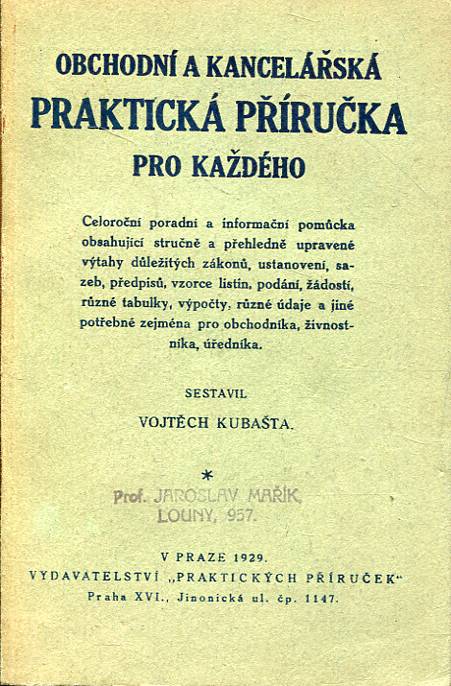 OBCHODNÍ A KANCELÁŘSKÁ
PRAKTICKÁ PŘÍRUČKA
PRO KAŽDÉHO
Celoroční poradní a informační pomůcka
obsahující stručně a přehledně upravené
výtahy důležitých zákonů, ustanovení, sa-
zeb, předpisů, vzorce listin, podání, žádostí,
různé tabulky, výpočty, různé údaje a jiné
potřebné zejména pro obchodníka, živnost-
níka, úředníka.
SESTAVIL
VOJTĚCH KUBAŠTA.
*
Prof. JAROSLAV MAŘÍK,
LOUNY, 957.
V PRAZE 1929.
VYDAVATELSTVÍ „PRAKTICKÝCH PŘÍRUČEK“
Praha XVI., Jinonická ul. čp. 1147.